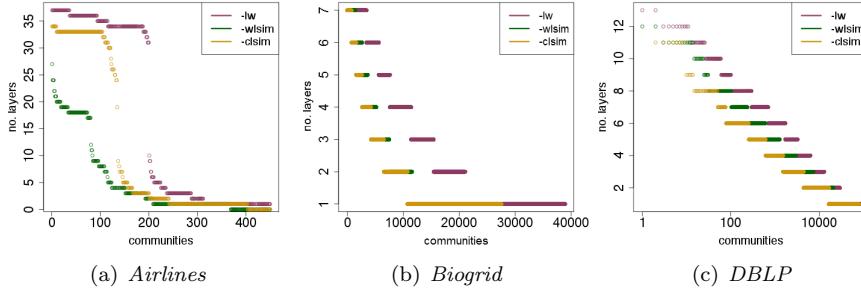 no. layers
0 5 10 15 20 25 30 35
0 100 200 300 400
communities
-lw
-wlsim
-clsim
(a) Airlines
no. layers
1 2 3 4 5 6 7
0 10000 20000 30000 40000
communities
-lw
-wlsim
-clsim
(b) Biogrid
no. layers
2 4 6 8 10 12
1 100 10000
communities
-lw
-wlsim
-clsim
(c) DBLP